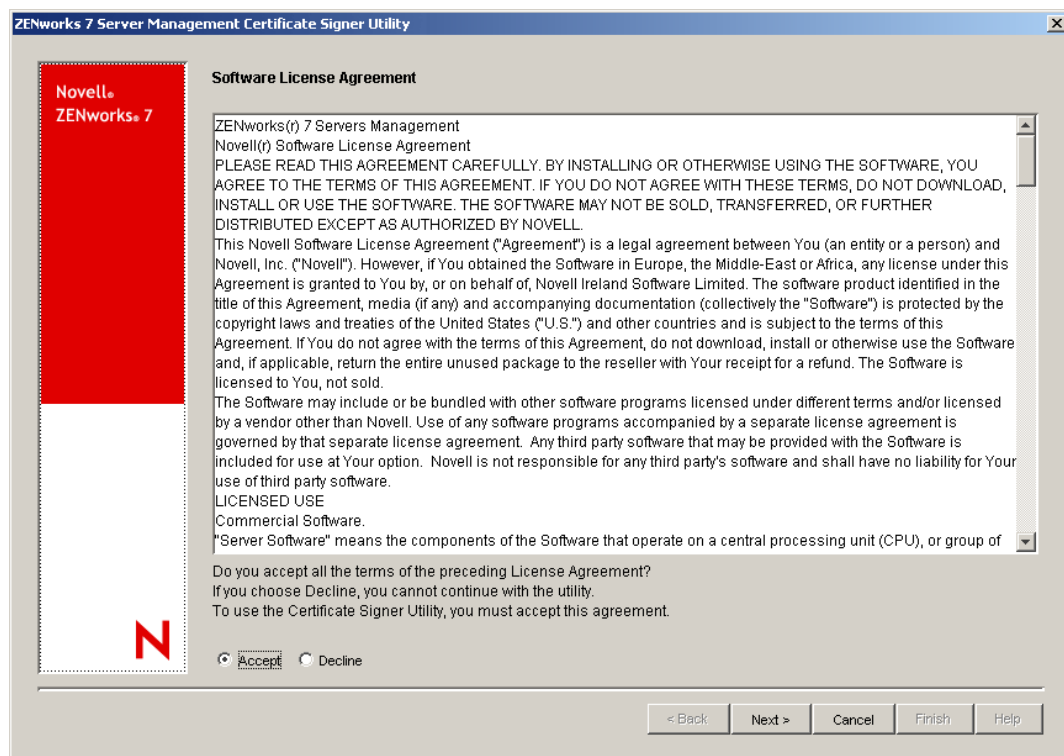 ZENworks 7 Server Management Certificate Signer Utility
Novell®
ZENworks® 7
Software License Agreement
ZENworks(r) 7 Servers Management
Novell(r) Software License Agreement
PLEASE READ THIS AGREEMENT CAREFULLY. BY INSTALLING OR OTHERWISE USING THE SOFTWARE, YOU
AGREE TO THE TERMS OF THIS AGREEMENT. IF YOU DO NOT AGREE WITH THESE TERMS, DO NOT DOWNLOAD,
INSTALL OR USE THE SOFTWARE. THE SOFTWARE MAY NOT BE SOLD, TRANSFERRED, OR FURTHER
DISTRIBUTED EXCEPT AS AUTHORIZED BY NOVELL.
This Novell Software License Agreement ("Agreement") is a legal agreement between You (an entity or a person) and
Novell, Inc. ("Novell"). However, if You obtained the Software in Europe, the Middle-East or Africa, any license under this
Agreement is granted to You by, or on behalf of, Novell Ireland Software Limited. The software product identified in the
title of this Agreement, media (if any) and accompanying documentation (collectively the "Software") is protected by the
copyright laws and treaties of the United States ("U.S.") and other countries and is subject to the terms of this
Agreement. If You do not agree with the terms of this Agreement, do not download, install or otherwise use the Software
and, if applicable, return the entire unused package to the reseller with Your receipt for a refund. The Software is
licensed to You, not sold.
The Software may include or be bundled with other software programs licensed under different terms and/or licensed
by a vendor other than Novell. Use of any software programs accompanied by a separate license agreement is
governed by that separate license agreement.  Any third party software that may be provided with the Software is
included for use at Your option.  Novell is not responsible for any third party's software and shall have no liability for Your
use of third party software.
LICENSED USE
Commercial Software.
"Server Software" means the components of the Software that operate on a central processing unit (CPU), or group of
Do you accept all the terms of the preceding License Agreement?
If you choose Decline, you cannot continue with the utility.
To use the Certificate Signer Utility, you must accept this agreement.
N
Accept Decline
< Back Next > Cancel Finish Help